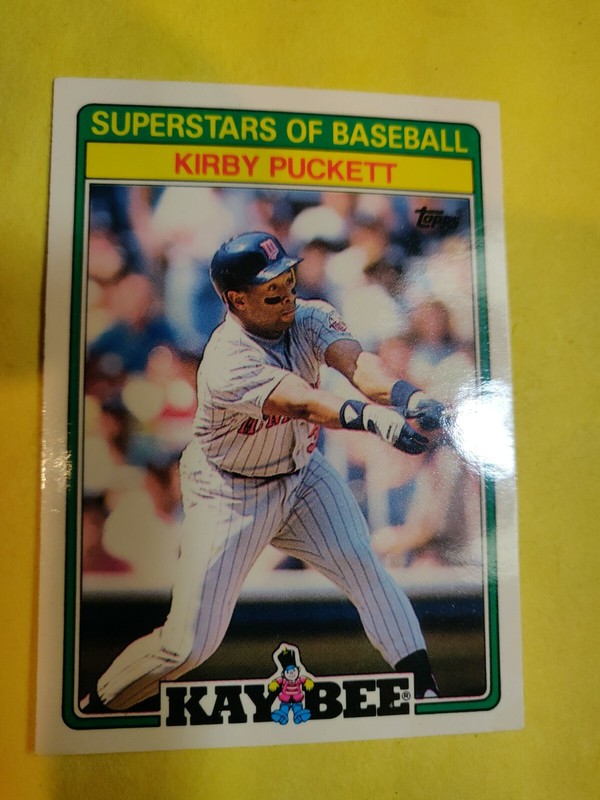 SUPERSTARS OF BASEBALL
KIRBY PUCKETT
Topps
KAY BEE®